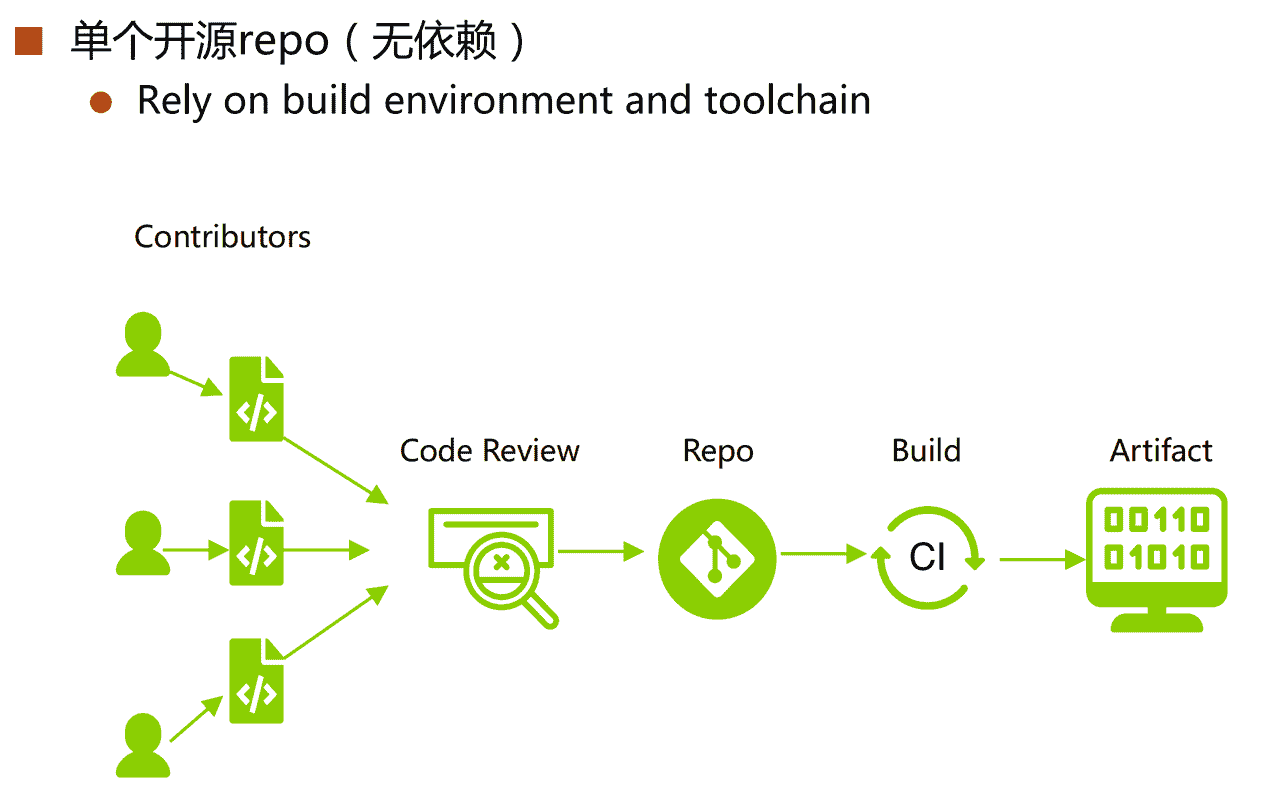 单个开源repo（无依赖）
Rely on build environment and toolchain
Contributors
Code Review
Repo
Build
Artifact
</>
</>
</>
CI
00110
01010